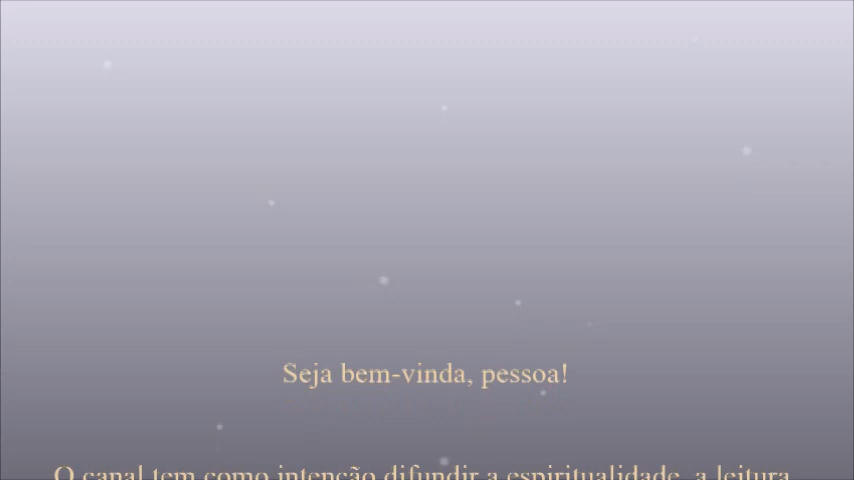 Seja bem-vinda, pessoa!
O canal tem como intenção difundir a espiritualidade, a leitura